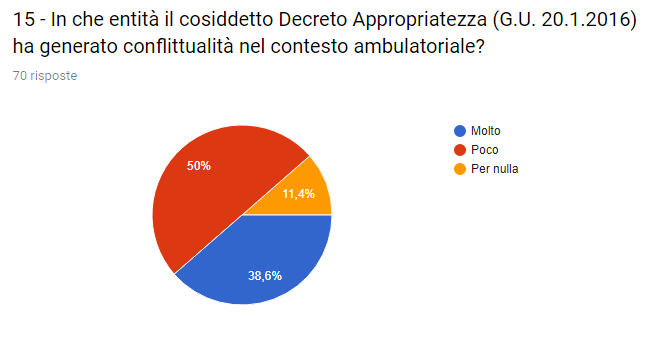 15 - In che entità il cosiddetto Decreto Appropriatezza (G.U. 20.1.2016)
ha generato conflittualità nel contesto ambulatoriale?
70 risposte
Molto
Poco
Per nulla
50%
11,4%
38,6%